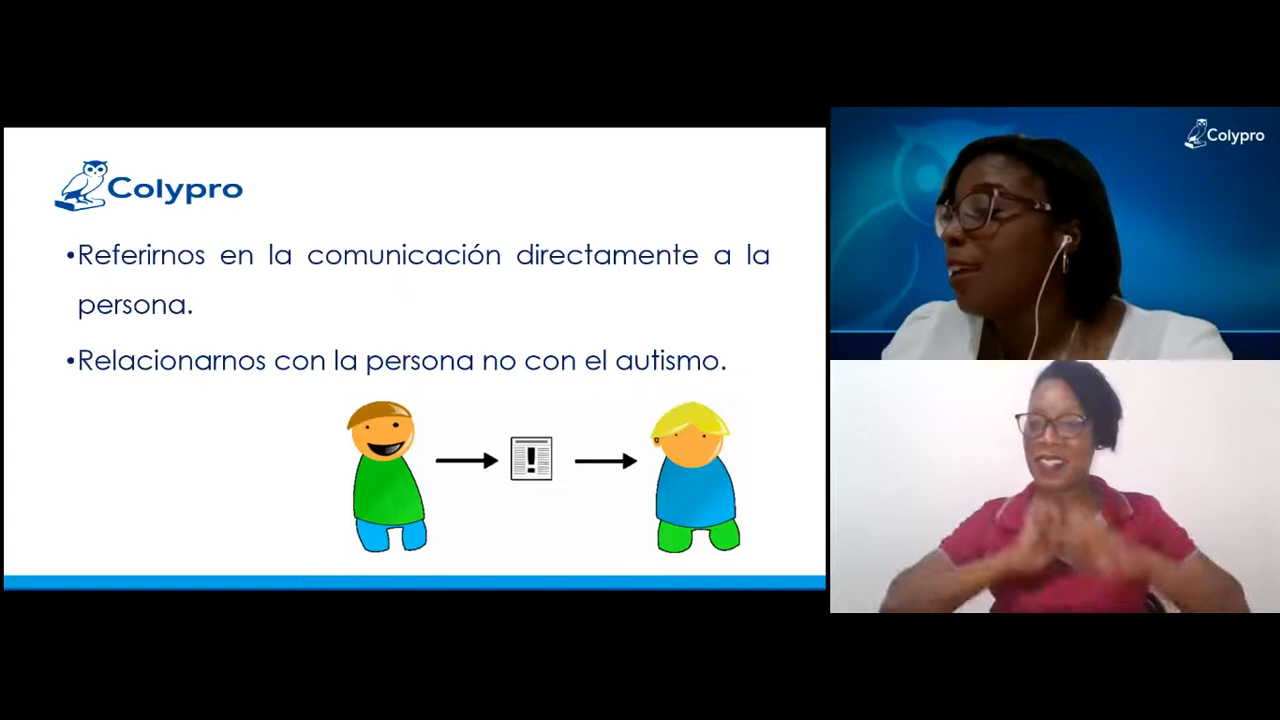 Colypro
•Referirnos en la comunicación directamente a la
persona.
•Relacionarnos con la persona no con el autismo.
!
Colypro